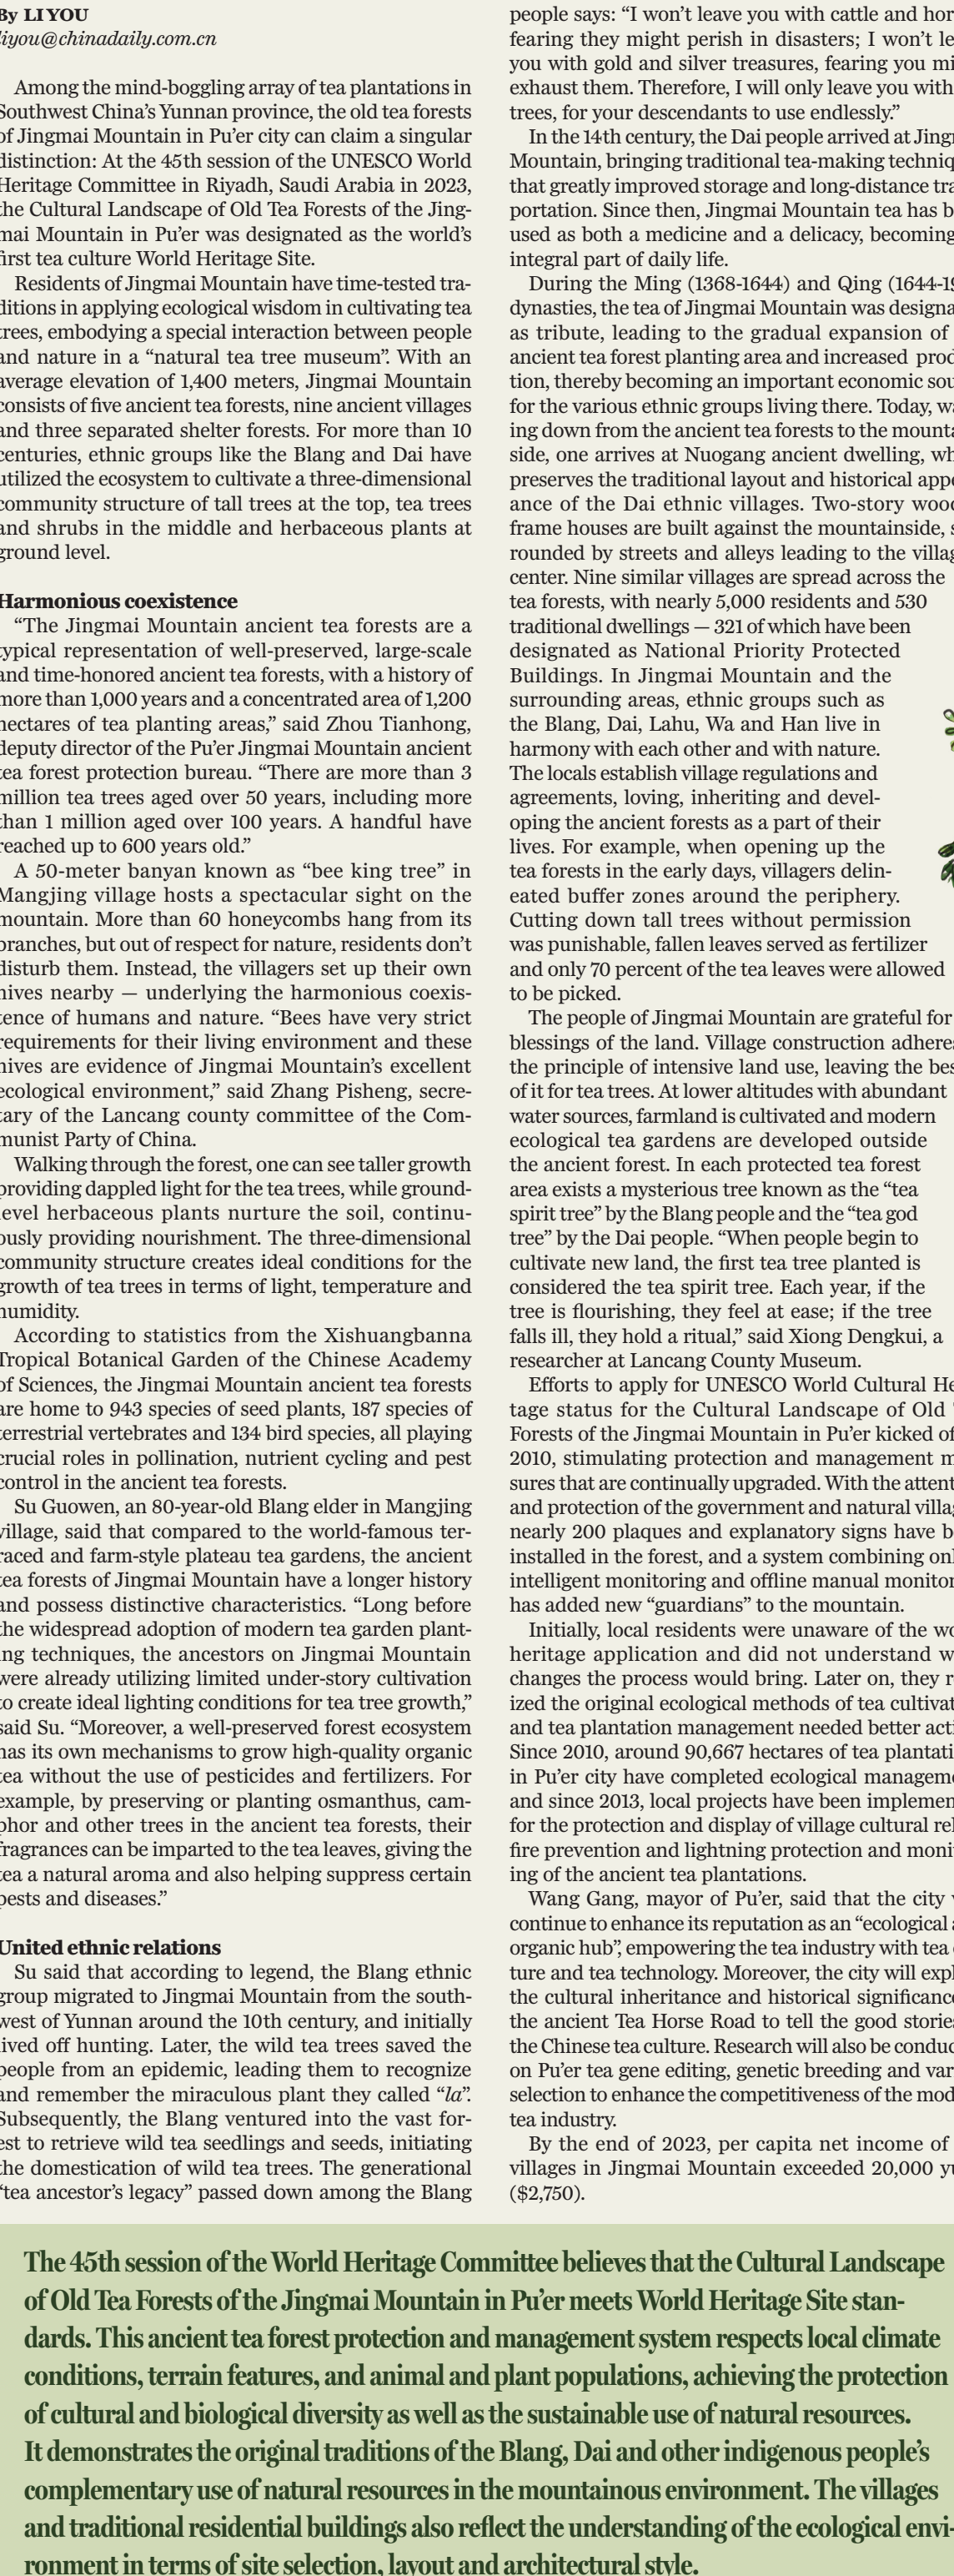 By LI YOU
liyou@chinadaily.com.cn
Among the mind-boggling array of tea plantations in
Southwest China’s Yunnan province, the old tea forests
of Jingmai Mountain in Pu’er city can claim a singular
distinction: At the 45th session of the UNESCO World
Heritage Committee in Riyadh, Saudi Arabia in 2023,
the Cultural Landscape of Old Tea Forests of the Jing-
mai Mountain in Pu’er was designated as the world’s
first tea culture World Heritage Site.
Residents of Jingmai Mountain have time-tested tra-
ditions in applying ecological wisdom in cultivating tea
trees, embodying a special interaction between people
and nature in a “natural tea tree museum”. With an
average elevation of 1,400 meters, Jingmai Mountain
consists of five ancient tea forests, nine ancient villages
and three separated shelter forests. For more than 10
centuries, ethnic groups like the Blang and Dai have
utilized the ecosystem to cultivate a three-dimensional
community structure of tall trees at the top, tea trees
and shrubs in the middle and herbaceous plants at
ground level.
Harmonious coexistence
“The Jingmai Mountain ancient tea forests are a
typical representation of well-preserved, large-scale
and time-honored ancient tea forests, with a history of
more than 1,000 years and a concentrated area of 1,200
hectares of tea planting areas,” said Zhou Tianhong,
deputy director of the Pu’er Jingmai Mountain ancient
tea forest protection bureau. “There are more than 3
million tea trees aged over 50 years, including more
than 1 million aged over 100 years. A handful have
reached up to 600 years old.”
A 50-meter banyan known as “bee king tree” in
Mangjing village hosts a spectacular sight on the
mountain. More than 60 honeycombs hang from its
branches, but out of respect for nature, residents don’t
disturb them. Instead, the villagers set up their own
hives nearby — underlying the harmonious coexis-
tence of humans and nature. “Bees have very strict
requirements for their living environment and these
hives are evidence of Jingmai Mountain’s excellent
ecological environment,” said Zhang Pisheng, secre-
tary of the Lancang county committee of the Com-
munist Party of China.
Walking through the forest, one can see taller growth
providing dappled light for the tea trees, while ground-
level herbaceous plants nurture the soil, continu-
ously providing nourishment. The three-dimensional
community structure creates ideal conditions for the
growth of tea trees in terms of light, temperature and
humidity.
According to statistics from the Xishuangbanna
Tropical Botanical Garden of the Chinese Academy
of Sciences, the Jingmai Mountain ancient tea forests
are home to 943 species of seed plants, 187 species of
terrestrial vertebrates and 134 bird species, all playing
crucial roles in pollination, nutrient cycling and pest
control in the ancient tea forests.
Su Guowen, an 80-year-old Blang elder in Mangjing
village, said that compared to the world-famous ter-
raced and farm-style plateau tea gardens, the ancient
tea forests of Jingmai Mountain have a longer history
and possess distinctive characteristics. “Long before
the widespread adoption of modern tea garden plant-
ing techniques, the ancestors on Jingmai Mountain
were already utilizing limited under-story cultivation
to create ideal lighting conditions for tea tree growth,”
said Su. “Moreover, a well-preserved forest ecosystem
has its own mechanisms to grow high-quality organic
tea without the use of pesticides and fertilizers. For
example, by preserving or planting osmanthus, cam-
phor and other trees in the ancient tea forests, their
fragrances can be imparted to the tea leaves, giving the
tea a natural aroma and also helping suppress certain
pests and diseases.”
United ethnic relations
Su said that according to legend, the Blang ethnic
group migrated to Jingmai Mountain from the south-
west of Yunnan around the 10th century, and initially
lived off hunting. Later, the wild tea trees saved the
people from an epidemic, leading them to recognize
and remember the miraculous plant they called “la”.
Subsequently, the Blang ventured into the vast for-
est to retrieve wild tea seedlings and seeds, initiating
the domestication of wild tea trees. The generational
“tea ancestor’s legacy” passed down among the Blang
people says: “I won’t leave you with cattle and hor
fearing they might perish in disasters; I won’t le
you with gold and silver treasures, fearing you mi
exhaust them. Therefore, I will only leave you with
trees, for your descendants to use endlessly.”
In the 14th century, the Dai people arrived at Jing
Mountain, bringing traditional tea-making techniq
that greatly improved storage and long-distance tra
portation. Since then, Jingmai Mountain tea has b
used as both a medicine and a delicacy, becoming
integral part of daily life.
During the Ming (1368-1644) and Qing (1644-19
dynasties, the tea of Jingmai Mountain was designa
as tribute, leading to the gradual expansion of
ancient tea forest planting area and increased prod
tion, thereby becoming an important economic sou
for the various ethnic groups living there. Today, wa
ing down from the ancient tea forests to the mounta
side, one arrives at Nuogang ancient dwelling, wh
preserves the traditional layout and historical appe
ance of the Dai ethnic villages. Two-story wood
frame houses are built against the mountainside, s
rounded by streets and alleys leading to the villag
center. Nine similar villages are spread across the
tea forests, with nearly 5,000 residents and 530
traditional dwellings — 321 of which have been
designated as National Priority Protected
Buildings. In Jingmai Mountain and the
surrounding areas, ethnic groups such as
the Blang, Dai, Lahu, Wa and Han live in
harmony with each other and with nature.
The locals establish village regulations and
agreements, loving, inheriting and devel-
oping the ancient forests as a part of their
lives. For example, when opening up the
tea forests in the early days, villagers delin-
eated buffer zones around the periphery.
Cutting down tall trees without permission
was punishable, fallen leaves served as fertilizer
and only 70 percent of the tea leaves were allowed
to be picked.
The people of Jingmai Mountain are grateful for
blessings of the land. Village construction adheres
the principle of intensive land use, leaving the bes
of it for tea trees. At lower altitudes with abundant
water sources, farmland is cultivated and modern
ecological tea gardens are developed outside
the ancient forest. In each protected tea forest
area exists a mysterious tree known as the “tea
spirit tree” by the Blang people and the “tea god
tree” by the Dai people. “When people begin to
cultivate new land, the first tea tree planted is
considered the tea spirit tree. Each year, if the
tree is flourishing, they feel at ease; if the tree
falls ill, they hold a ritual,” said Xiong Dengkui, a
researcher at Lancang County Museum.
Efforts to apply for UNESCO World Cultural He
tage status for the Cultural Landscape of Old
Forests of the Jingmai Mountain in Pu’er kicked of
2010, stimulating protection and management m
sures that are continually upgraded. With the attent
and protection of the government and natural villag
nearly 200 plaques and explanatory signs have b
installed in the forest, and a system combining onl
intelligent monitoring and offline manual monitor
has added new “guardians” to the mountain.
Initially, local residents were unaware of the wo
heritage application and did not understand w
changes the process would bring. Later on, they r
ized the original ecological methods of tea cultivat
and tea plantation management needed better acti
Since 2010, around 90,667 hectares of tea plantati
in Pu’er city have completed ecological manageme
and since 2013, local projects have been implemen
for the protection and display of village cultural rel
fire prevention and lightning protection and monit
ing of the ancient tea plantations.
Wang Gang, mayor of Pu’er, said that the city
continue to enhance its reputation as an “ecological a
organic hub”, empowering the tea industry with tea
ture and tea technology. Moreover, the city will expl
the cultural inheritance and historical significance
the ancient Tea Horse Road to tell the good stories
the Chinese tea culture. Research will also be conduc
on Pu’er tea gene editing, genetic breeding and var
selection to enhance the competitiveness of the mod
tea industry.
By the end of 2023, per capita net income of
villages in Jingmai Mountain exceeded 20,000 yu
($2,750).
The 45th session of the World Heritage Committee believes that the Cultural Landscape
of Old Tea Forests of the Jingmai Mountain in Pu’er meets World Heritage Site stan-
dards. This ancient tea forest protection and management system respects local climate
conditions, terrain features, and animal and plant populations, achieving the protection
of cultural and biological diversity as well as the sustainable use of natural resources.
It demonstrates the original traditions of the Blang, Dai and other indigenous people’s
complementary use of natural resources in the mountainous environment. The villages
and traditional residential buildings also reflect the understanding of the ecological envi-
ronment in terms of site selection, layout and architectural style.